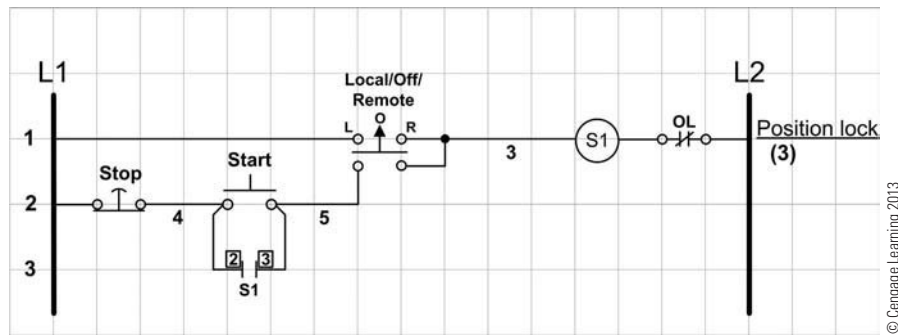 L1
L2
Local/Off/
Remote
O
L
R
1
3
S1
OL
Position lock
(3)
Stop
Start
2
4
5
3
2
3
S1
© Cengage Learning 2013